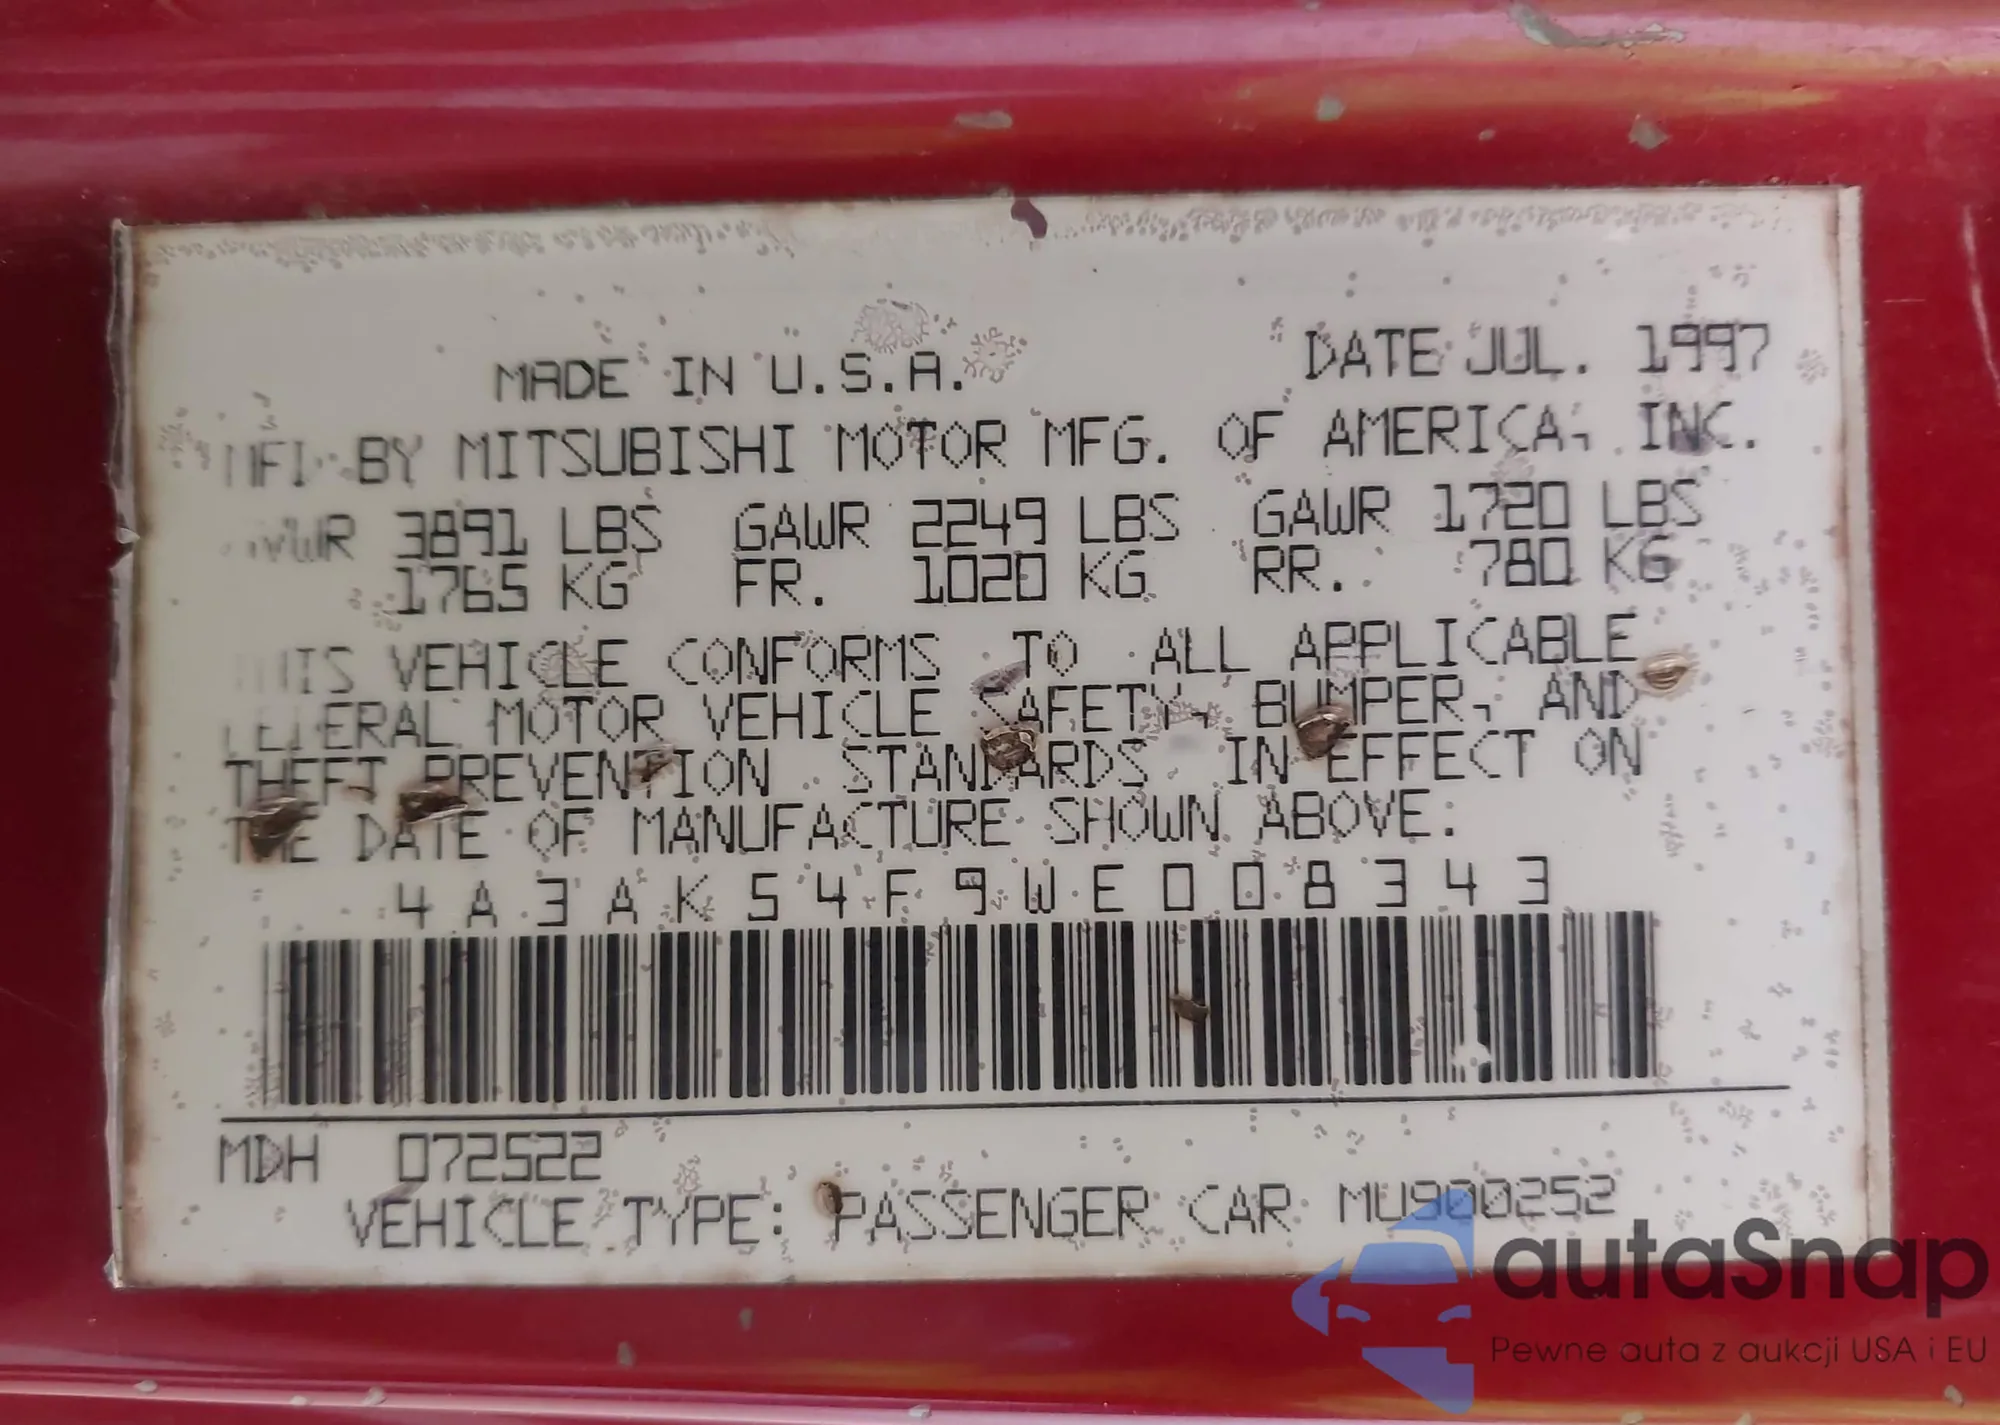 MADE IN U.S.A. DATE JUL. 1997
BY MITSUBISHI MOTOR MFG. OF AMERICA, INC.
3891 LBS GAWR 2249 LBS GAWR 1720 LBS
1765 KG FR. 1020 KG RR. 780 KG
THIS VEHICLE CONFORMS TO ALL APPLICABLE
FEDERAL MOTOR VEHICLE SAFETY, BUMPER, AND
THEFT PREVENTION STANDARDS IN EFFECT ON
THE DATE OF MANUFACTURE SHOWN ABOVE:
4A3AK54F9WE008343
MDH 072522
VEHICLE TYPE: PASSENGER CAR MU900252
autaSnap
Pewne auta z aukcji USA i EU